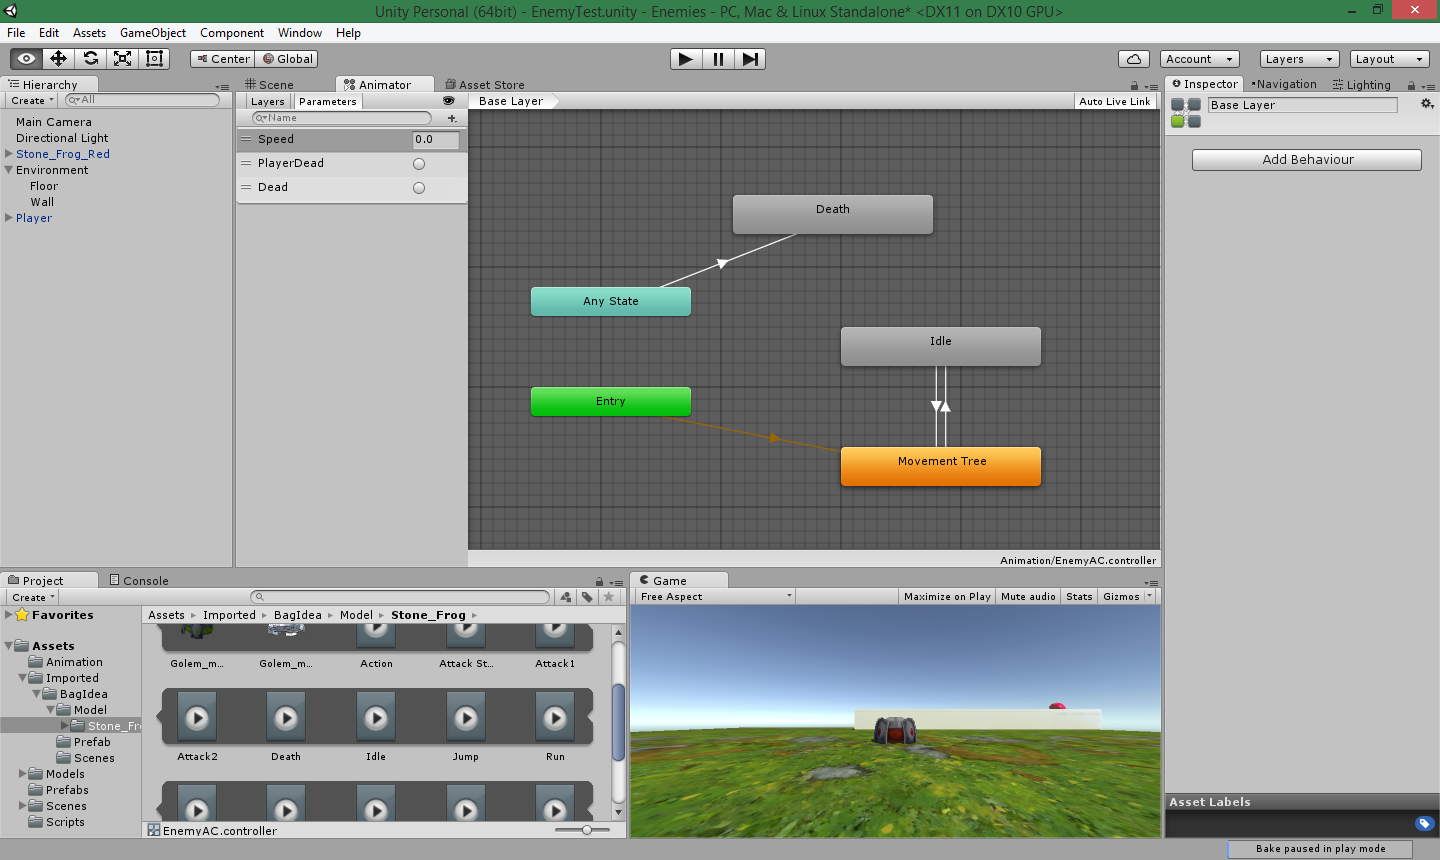 Unity Personal (64bit) - EnemyTest.unity - Enemies - PC, Mac & Linux Standalone* <DX11 on DX10 GPU>
File Edit Assets GameObject Component Window Help
Center Global Account Layers Layout
Hierarchy
Create All
Main Camera
Directional Light
Stone_Frog_Red
Environment
Floor
Wall
Player
Scene Animator Asset Store
Layers Parameters
Name
Speed 0.0
PlayerDead
Dead
Base Layer Auto Live Link
Death
Any State
Idle
Entry
Movement Tree
Animation/EnemyAC.controller
Inspector Navigation Lighting
Base Layer
Add Behaviour
Project Console
Create
Favorites
Assets
Animation
Imported
BagIdea
Model
Stone_Fr
Prefab
Scenes
Models
Prefabs
Scenes
Scripts
Assets Imported BagIdea Model Stone_Frog
Golem_m... Golem_m... Action Attack St... Attack1
Attack2 Death Idle Jump Run
EnemyAC.controller
Game
Free Aspect Maximize on Play Mute audio Stats Gizmos
Asset Labels
Bake paused in play mode